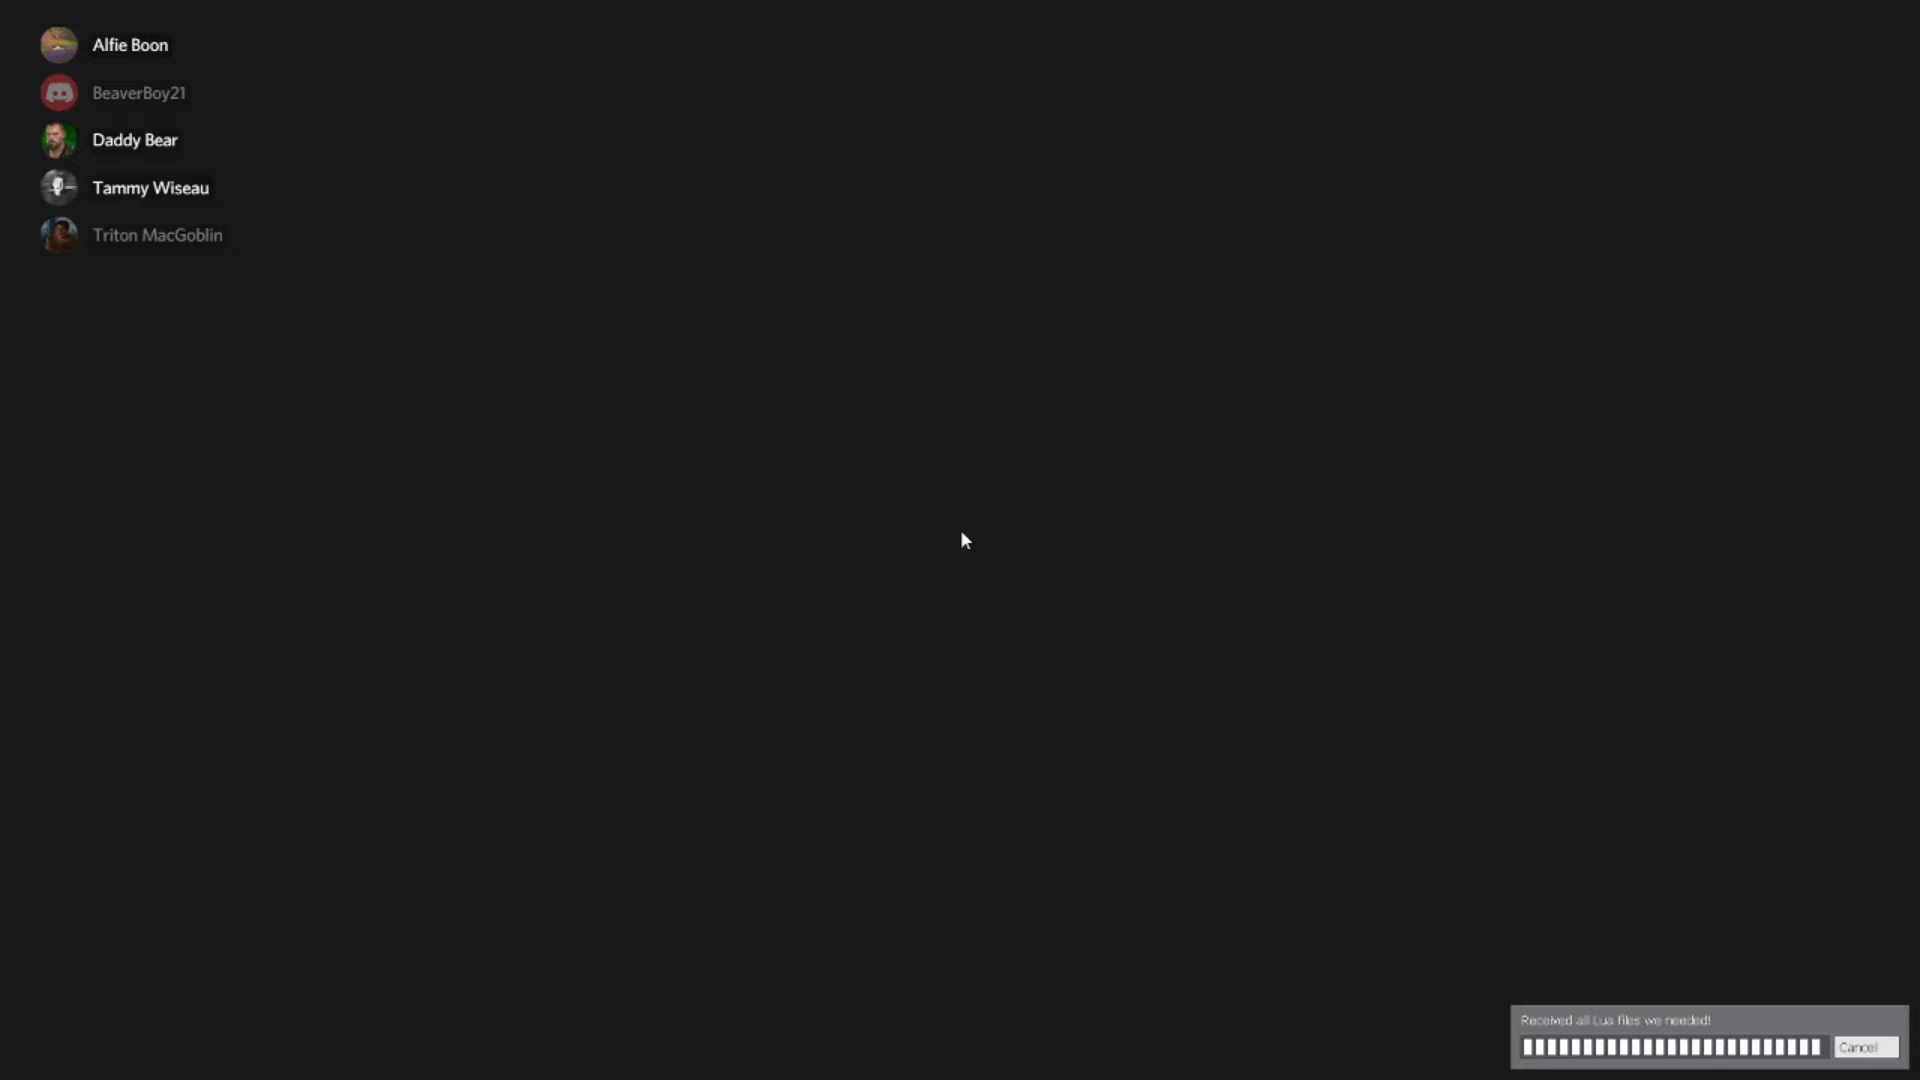 Alfie Boon
BeaverBoy21
Daddy Bear
Tammy Wiseau
Triton MacGoblin
Received all Lua files we needed!
Cancel